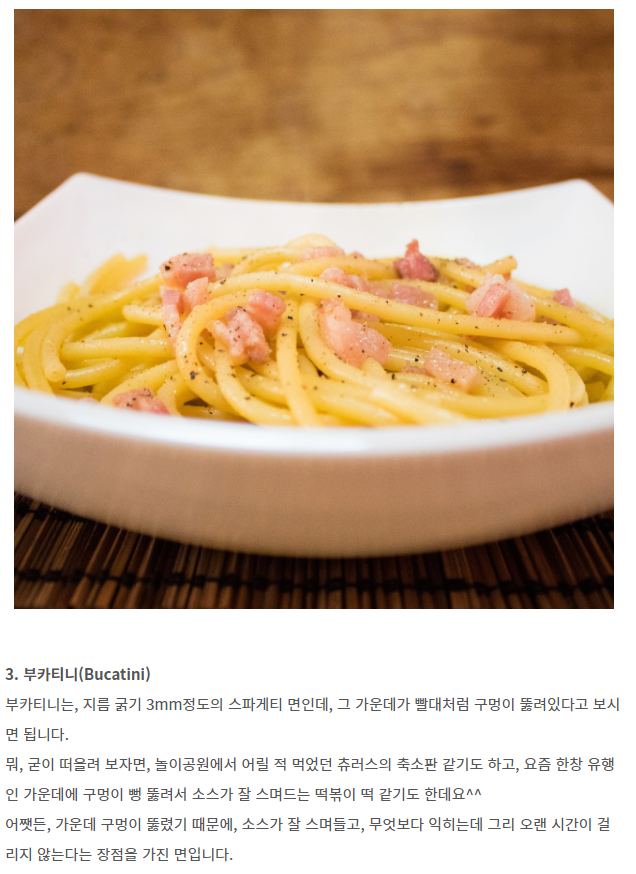 3. 부카티니(Bucatini)
부카티니는, 지름 굵기 3mm정도의 스파게티 면인데, 그 가운데가 빨대처럼 구멍이 뚫려있다고 보시
면 됩니다.
뭐, 굳이 떠올려 보자면, 놀이공원에서 어릴 적 먹었던 츄러스의 축소판 같기도 하고, 요즘 한창 유행
인 가운데에 구멍이 뻥 뚫려서 소스가 잘 스며드는 떡볶이 떡 같기도 한데요^^
어쨋든, 가운데 구멍이 뚫렸기 때문에, 소스가 잘 스며들고, 무엇보다 익히는데 그리 오랜 시간이 걸
리지 않는다는 장점을 가진 면입니다.